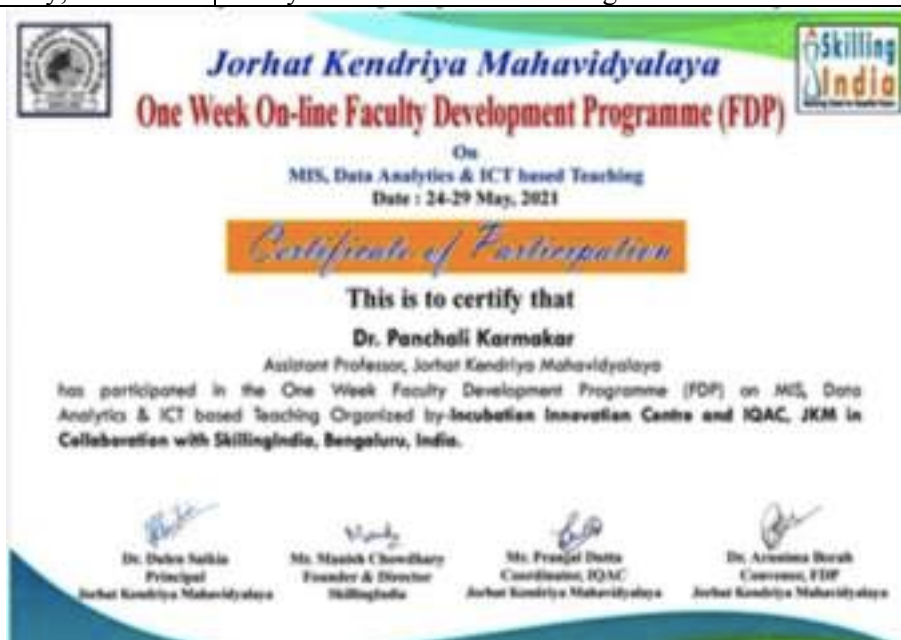 Jorhat Kendriya Mahavidyalaya
Skilling
India
One Week On-line Faculty Development Programme (FDP)
On
MIS, Data Analytics & ICT based Teaching
Date : 24-29 May, 2021
Certificate of Participation
This is to certify that
Dr. Panchali Karmakar
Assistant Professor, Jorhat Kendriya Mahavidyalaya
has participated in the One Week Faculty Development Programme (FDP) on MIS, Data
Analytics & ICT based Teaching Organized by-Incubation Innovation Centre and IQAC, JKM in
Collaboration with SkillingIndia, Bengaluru, India.
Dr. Saikia
Principal
Jorhat Kendriya Mahavidyalaya
Mr. Manish Chowdhary
Founder & Director
SkillingIndia
Mr. Pranjal Dutta
Coordinator, IQAC
Jorhat Kendriya Mahavidyalaya
Dr. Arunima Borah
Convenor, FDP
Jorhat Kendriya Mahavidyalaya